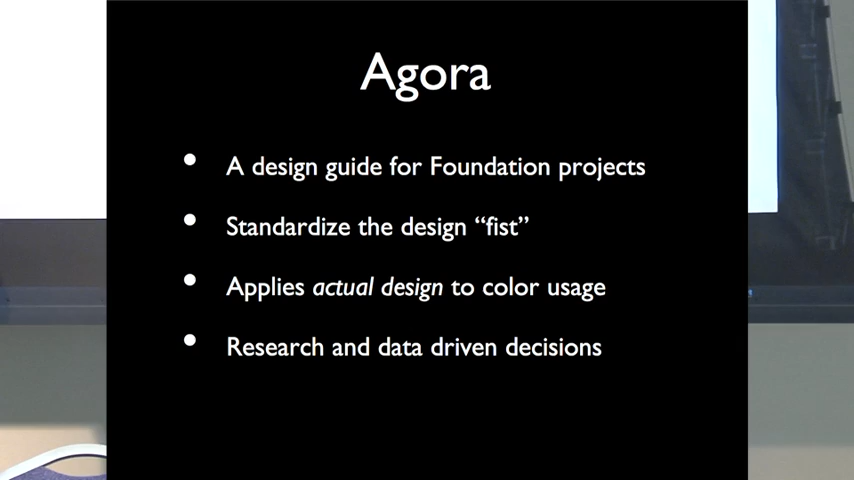 Agora
• A design guide for Foundation projects
• Standardize the design “fist”
• Applies actual design to color usage
• Research and data driven decisions